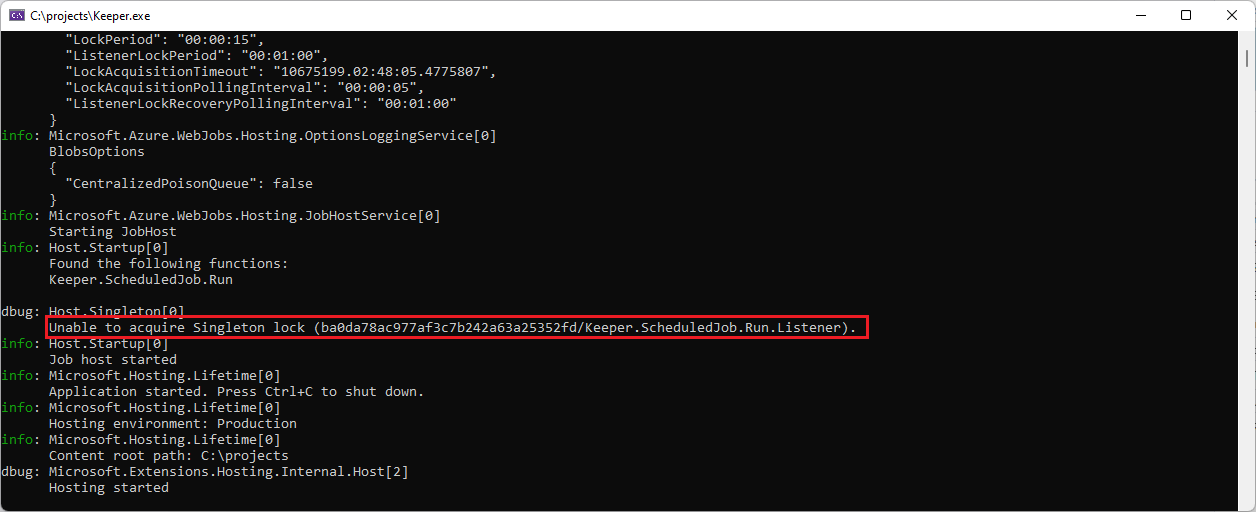 C:\projects\Keeper.exe
"LockPeriod": "00:00:15",
"ListenerLockPeriod": "00:01:00",
"LockAcquisitionTimeout": "10675199.02:48:05.4775807",
"LockAcquisitionPollingInterval": "00:00:05",
"ListenerLockRecoveryPollingInterval": "00:01:00"
}
info: Microsoft.Azure.WebJobs.Hosting.OptionsLoggingService[0]
BlobsOptions
{
"CentralizedPoisonQueue": false
}
info: Microsoft.Azure.WebJobs.Hosting.JobHostService[0]
Starting JobHost
info: Host.Startup[0]
Found the following functions:
Keeper.ScheduledJob.Run
dbug: Host.Singleton[0]
Unable to acquire Singleton lock (ba0da78ac977af3c7b242a63a25352fd/Keeper.ScheduledJob.Run.Listener).
info: Host.Startup[0]
Job host started
info: Microsoft.Hosting.Lifetime[0]
Application started. Press Ctrl+C to shut down.
info: Microsoft.Hosting.Lifetime[0]
Hosting environment: Production
info: Microsoft.Hosting.Lifetime[0]
Content root path: C:\projects
dbug: Microsoft.Extensions.Hosting.Internal.Host[2]
Hosting started